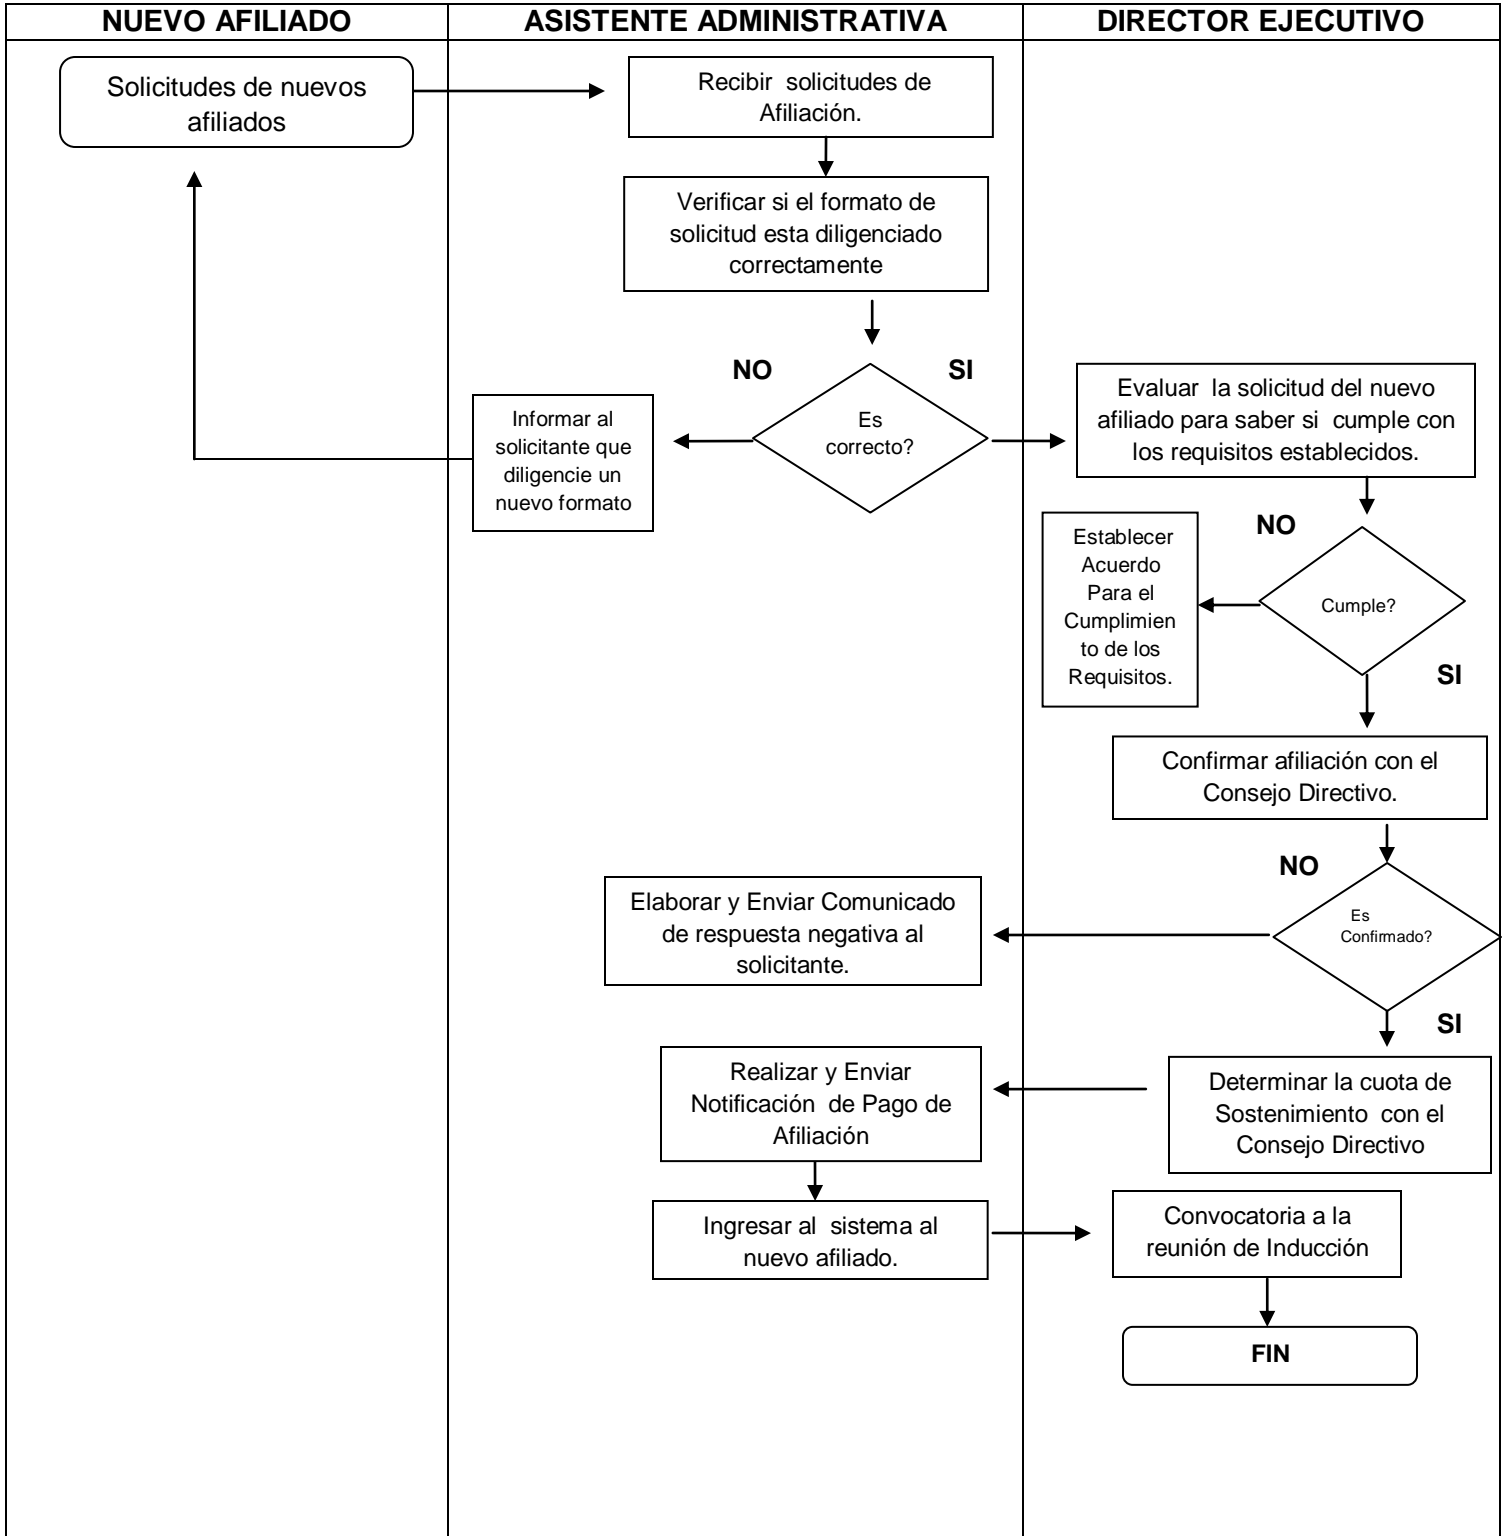 NUEVO AFILIADO
ASISTENTE ADMINISTRATIVA
DIRECTOR EJECUTIVO
Solicitudes de nuevos
afiliados
Recibir solicitudes de
Afiliación.
Verificar si el formato de
solicitud esta diligenciado
correctamente
NO
SI
Es
correcto?
Informar al
solicitante que
diligencie un
nuevo formato
Evaluar la solicitud del nuevo
afiliado para saber si cumple con
los requisitos establecidos.
NO
Cumple?
SI
Establecer
Acuerdo
Para el
Cumplimien
to de los
Requisitos.
Confirmar afiliación con el
Consejo Directivo.
NO
Es
Confirmado?
SI
Elaborar y Enviar Comunicado
de respuesta negativa al
solicitante.
Determinar la cuota de
Sostenimiento con el
Consejo Directivo
Realizar y Enviar
Notificación de Pago de
Afiliación
Ingresar al sistema al
nuevo afiliado.
Convocatoria a la
reunión de Inducción
FIN